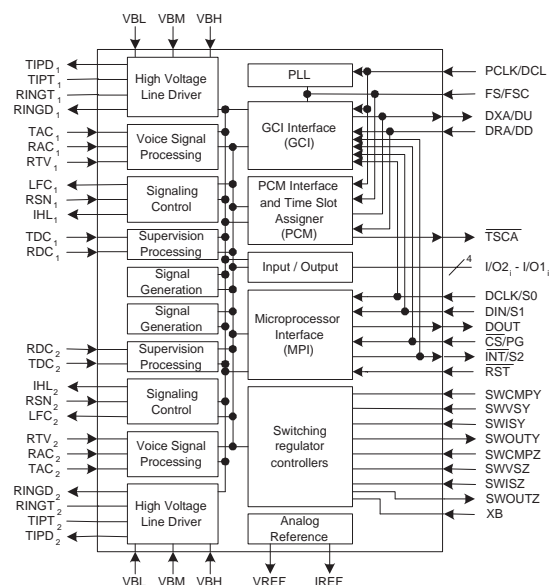 VBL VBM VBH
TIPD1
TIPT1
RINGT1
RINGD1
High Voltage
Line Driver
TAC1
RAC1
RTV1
Voice Signal
Processing
LFC1
RSN1
IHL1
Signaling
Control
TDC1
RDC1
Supervision
Processing
Signal
Generation
Signal
Generation
RDC2
TDC2
Supervision
Processing
IHL2
RSN2
LFC2
Signaling
Control
RTV2
RAC2
TAC2
Voice Signal
Processing
RINGD2
RINGT2
TIPT2
TIPD2
High Voltage
Line Driver
VBL VBM VBH
PLL
GCI Interface
(GCI)
PCM Interface
and Time Slot
Assigner
(PCM)
Input / Output
Microprocessor
Interface
(MPI)
Switching
regulator
controllers
Analog
Reference
VREF IREF
PCLK/DCL
FS/FSC
DXA/DU
DRA/DD
TSCA
4
I/O2i - I/O1i
DCLK/S0
DIN/S1
DOUT
CS/PG
INT/S2
RST
SWCMPY
SWVSY
SWISY
SWOUTY
SWCMPZ
SWVSZ
SWISZ
SWOUTZ
XB